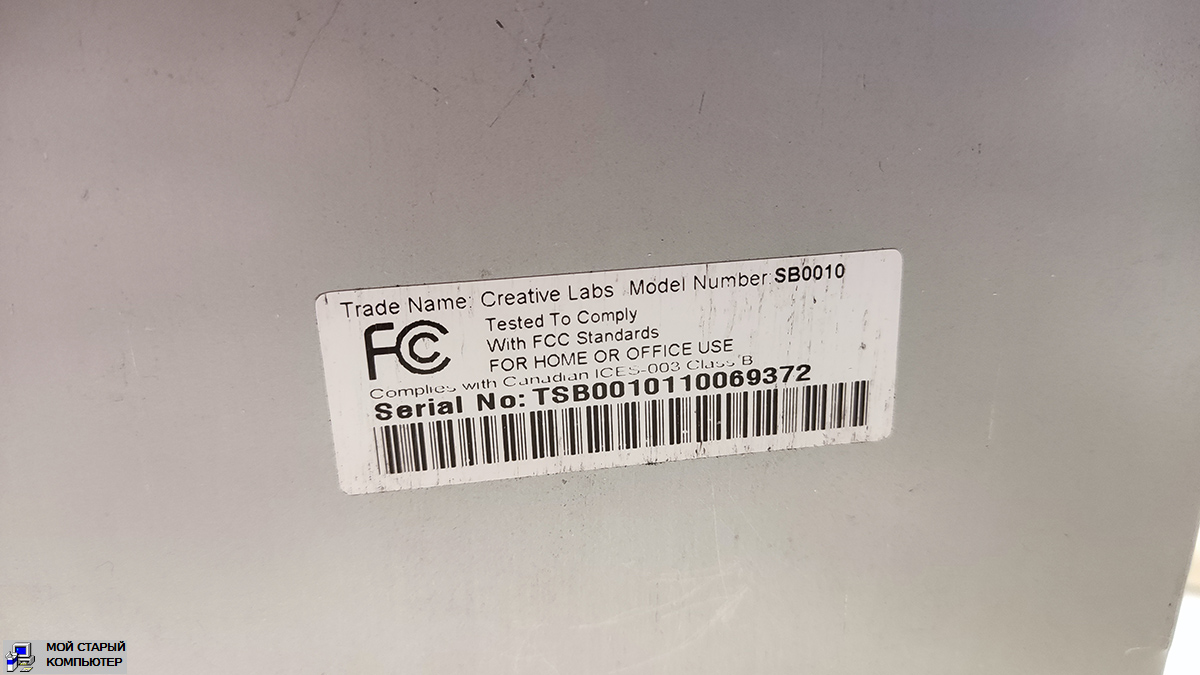 Trade Name: Creative Labs Model Number: SB0010
FC
Tested To Comply
With FCC Standards
FOR HOME OR OFFICE USE
Complies with Canadian ICES-003 Class B
Serial No: TSB0010110069372
МОЙ СТАРЫЙ
КОМПЬЮТЕР